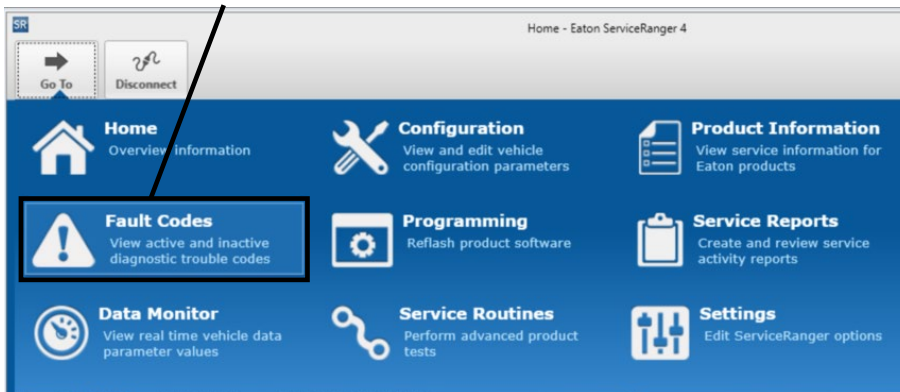 SR
Home - Eaton ServiceRanger 4
Go To
Disconnect
Home
Overview information
Configuration
View and edit vehicle
configuration parameters
Product Information
View service information for
Eaton products
Fault Codes
View active and inactive
diagnostic trouble codes
Programming
Reflash product software
Service Reports
Create and review service
activity reports
Data Monitor
View real time vehicle data
parameter values
Service Routines
Perform advanced product
tests
Settings
Edit ServiceRanger options